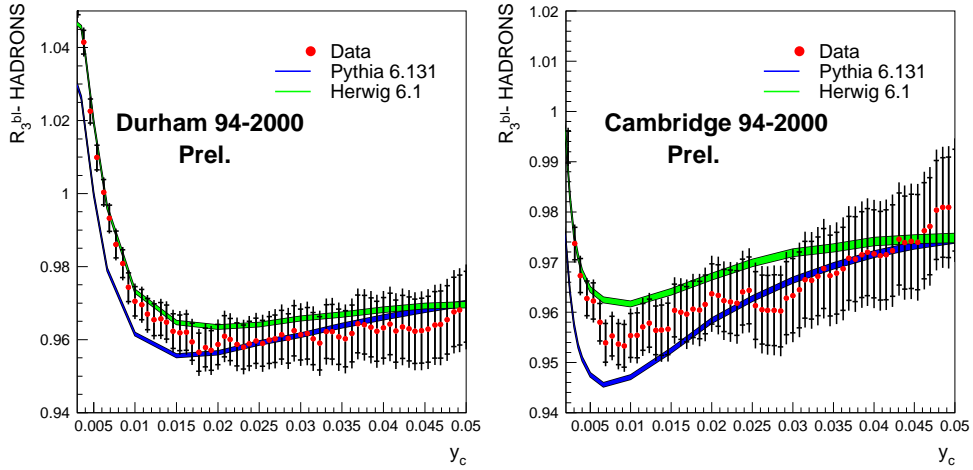 R3bl- HADRONS
1.04
1.02
1
0.98
0.96
0.94
Data
Pythia 6.131
Herwig 6.1
Durham 94-2000
Prel.
0.005 0.01 0.015 0.02 0.025 0.03 0.035 0.04 0.045 0.05
yc
R3bl- HADRONS
1.02
1.01
1
0.99
0.98
0.97
0.96
0.95
0.94
Data
Pythia 6.131
Herwig 6.1
Cambridge 94-2000
Prel.
0.005 0.01 0.015 0.02 0.025 0.03 0.035 0.04 0.045 0.05
yc